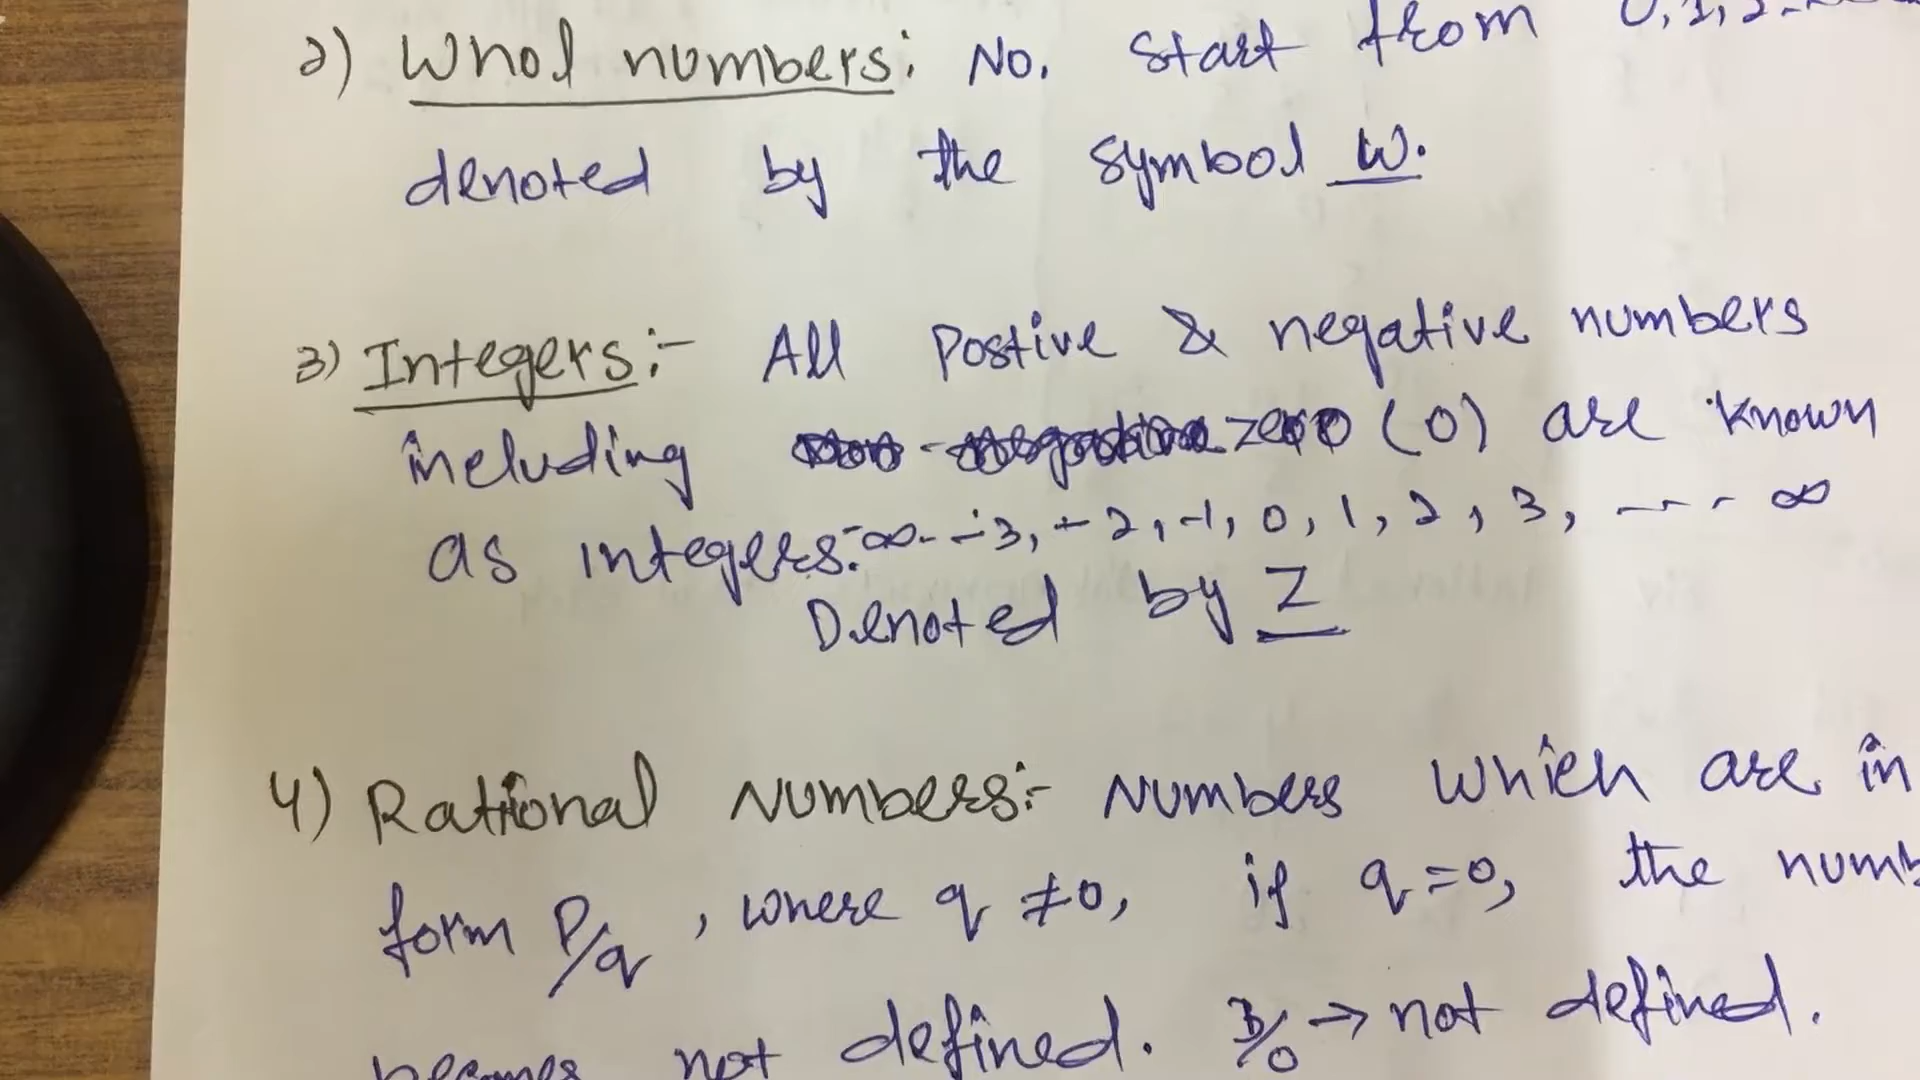 2) Whol numbers: No. start from 0, 1, 2
denoted by the symbol W.
3) Integers:- All Postive & negative numbers
including zero (0) are known
as integers. -∞ - -3, -2, -1, 0, 1, 2, 3, ---- ∞
Denoted by Z
4) Rational Numbers:- Numbers which are in
form P/q, where q ≠ 0, if q = 0, the numb
becomes not defined. 3/0 → not defined.